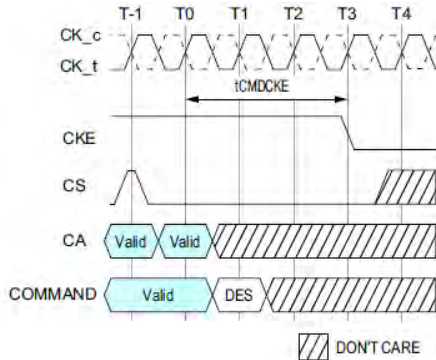 T-1 T0 T1 T2 T3 T4
CK_c
CK_t
tCMDCKE
CKE
CS
CA Valid Valid
COMMAND Valid DES
DON'T CARE